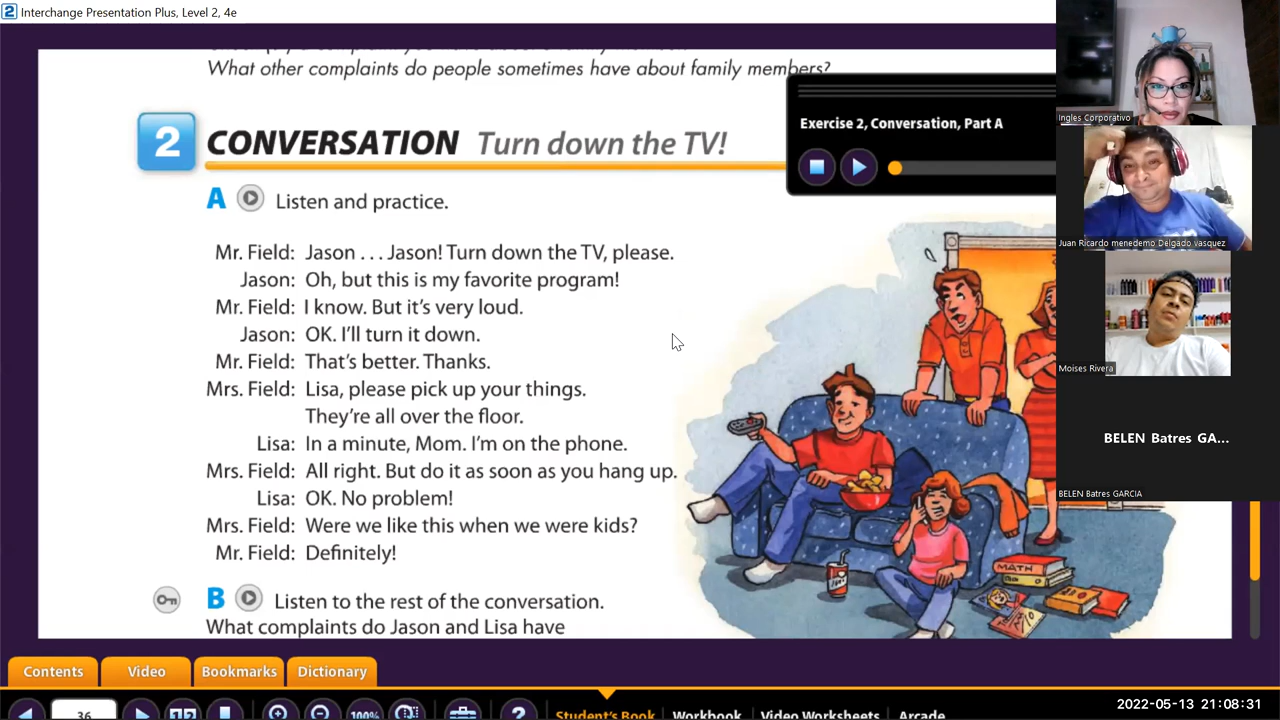 Interchange Presentation Plus, Level 2, 4e
What other complaints do people sometimes have about family members?
2 CONVERSATION Turn down the TV!
Exercise 2, Conversation, Part A
A Listen and practice.
Mr. Field: Jason . . . Jason! Turn down the TV, please.
Jason: Oh, but this is my favorite program!
Mr. Field: I know. But it's very loud.
Jason: OK. I'll turn it down.
Mr. Field: That's better. Thanks.
Mrs. Field: Lisa, please pick up your things.
They're all over the floor.
Lisa: In a minute, Mom. I'm on the phone.
Mrs. Field: All right. But do it as soon as you hang up.
Lisa: OK. No problem!
Mrs. Field: Were we like this when we were kids?
Mr. Field: Definitely!
B Listen to the rest of the conversation.
What complaints do Jason and Lisa have
MATH
Ingles Corporativo
Juan Ricardo menedemo Delgado vasquez
Moises Rivera
BELEN Batres GA...
BELEN Batres GARCIA
Contents Video Bookmarks Dictionary
36 100% ? Student's Book Workbook Video Worksheets Arcade
2022-05-13 21:08:31